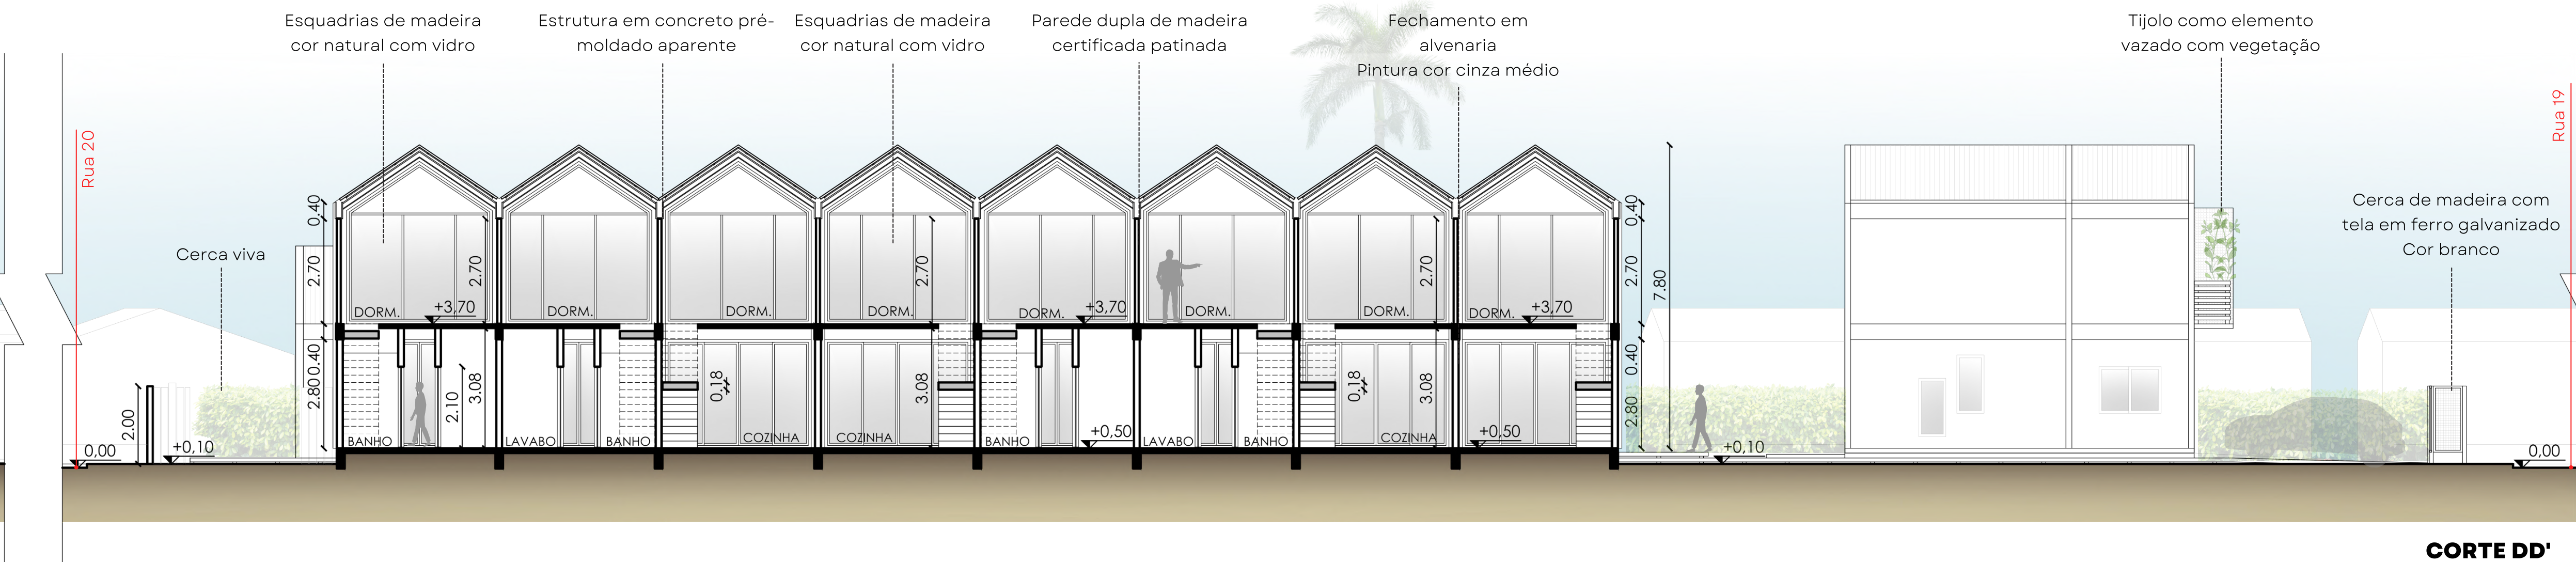 Esquadrias de madeira
cor natural com vidro
Estrutura em concreto pré-
moldado aparente
Esquadrias de madeira
cor natural com vidro
Parede dupla de madeira
certificada patinada
Fechamento em
alvenaria
Pintura cor cinza médio
Tijolo como elemento
vazado com vegetação
Rua 20
Rua 19
Cerca de madeira com
tela em ferro galvanizado
Cor branco
Cerca viva
0.40
2.70
0.40
2.80
2.70
2.70
2.70
0.40
2.70
0.40
2.80
7.80
DORM.
+3,70
DORM.
DORM.
DORM.
DORM.
+3,70
DORM.
DORM.
DORM.
+3,70
2.00
2.10
3.08
0,18
3.08
0,18
3.08
BANHO
LAVABO
BANHO
COZINHA
COZINHA
BANHO
+0,50
LAVABO
BANHO
COZINHA
+0,50
0,00
+0,10
+0,10
0,00
CORTE DD'